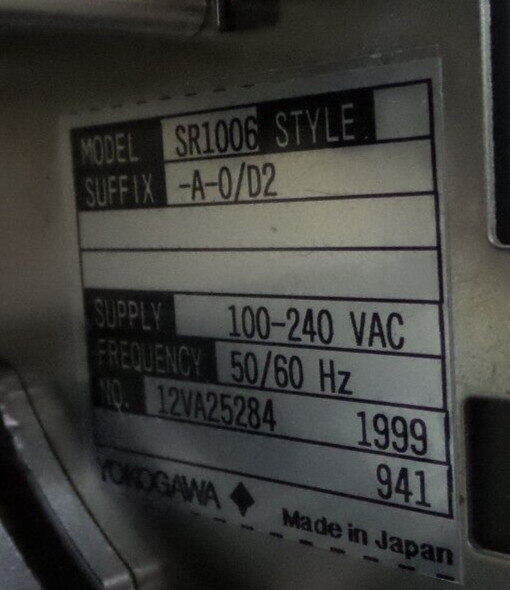 MODEL SR1006 STYLE
SUFFIX -A-0/D2
SUPPLY 100-240 VAC
FREQUENCY 50/60 Hz
NO. 12VA25284 1999
941
YOKOGAWA
Made in Japan